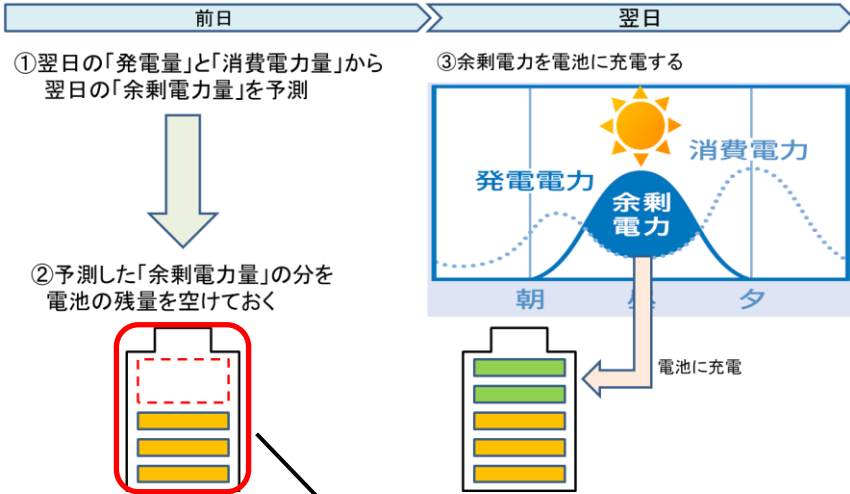 前日
翌日
①翌日の「発電量」と「消費電力量」から
翌日の「余剰電力量」を予測
②予測した「余剰電力量」の分を
電池の残量を空けておく
③余剰電力を電池に充電する
消費電力
発電電力
余剰
電力
朝
昼
夕
電池に充電